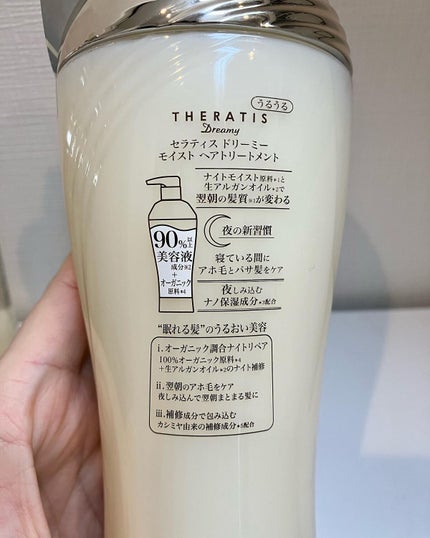 うるうる
THERATIS
Dreamy
セラティス ドリーミー
モイスト ヘアトリートメント
ナイトモイスト原料*1と
生アルガンオイル*2で
翌朝の髪質※1が変わる
90%以上
美容液
成分※2
+
オーガニック
原料*4
夜の新習慣
寝ている間に
アホ毛とパサ髪をケア
夜しみ込む
ナノ保湿成分*3配合
“眠れる髪”のうるおい美容
i.オーガニック調合ナイトリペア
100%オーガニック原料*4
+生アルガンオイル*2のナイト補修
ii.翌朝のアホ毛をケア
夜しみ込んで翌朝まとまる髪に
iii.補修成分で包み込む
カシミヤ由来の補修成分*5配合